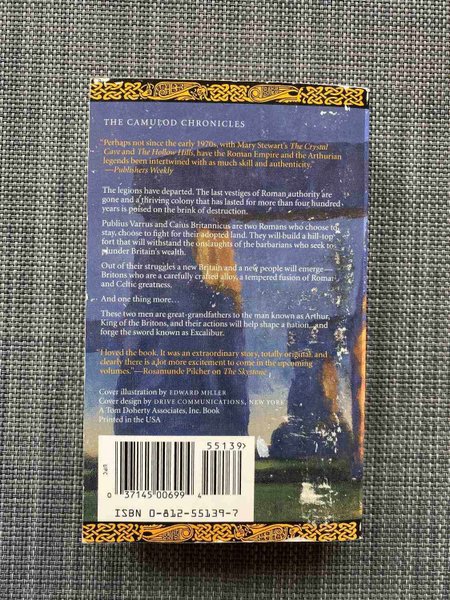 THE CAMULOD CHRONICLES
"Perhaps not since the early 1970s, with Mary Stewart's The Crystal
Cave and The Hollow Hills, have the Roman Empire and the Arthurian
legends been intertwined with as much skill and authenticity."
—Publishers Weekly
The legions have departed. The last vestiges of Roman authority are
gone and a thriving colony that has lasted for more than four hundred
years is poised on the brink of destruction.
Publius Varrus and Caius Britannicus are two Romans who choose to
stay, choose to fight for their adopted land. They will build a hill-top
fort that will withstand the onslaughts of the barbarians who seek to
plunder Britain's wealth.
Out of their struggles a new Britain and a new people will emerge—
Britons who are a carefully crafted alloy, a tempered fusion of Roman
and Celtic greatness.
And one thing more...
These two men are great-grandfathers to the man known as Arthur,
King of the Britons, and their actions will help shape a nation...and
forge the sword known as Excalibur.
"I loved the book. It was an extraordinary story, totally original, and
clearly there is a lot more excitement to come in the upcoming
volumes."—Rosamunde Pilcher on The Skystone
Cover illustration by EDWARD MILLER
Cover design by DRIVE COMMUNICATIONS, NEW YORK
A Tom Doherty Associates, Inc. Book
Printed in the USA
55139>
UPC
0 37145 00699 4
ISBN 0-812-55139-7